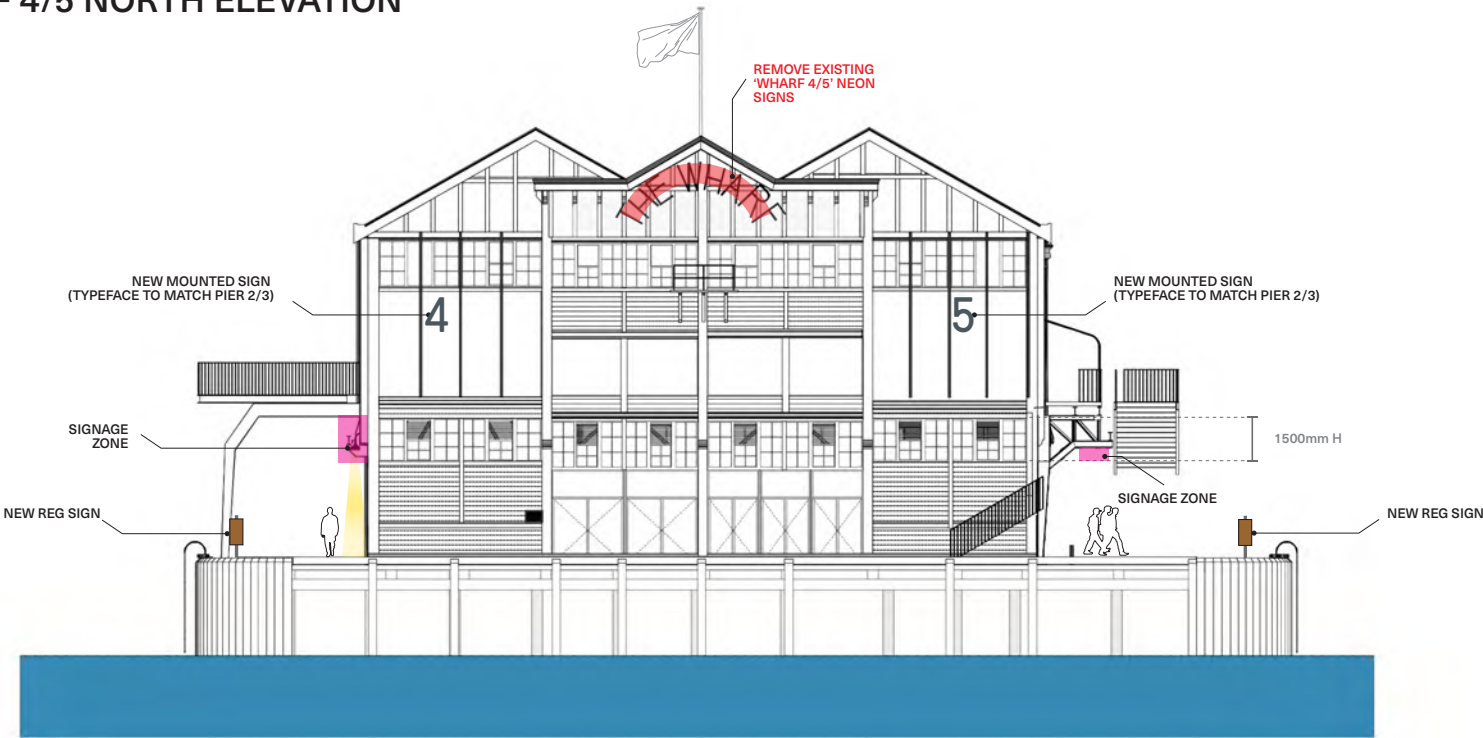 4/5 NORTH ELEVATION
REMOVE EXISTING
'WHARF 4/5' NEON
SIGNS
THE WHARF
NEW MOUNTED SIGN
(TYPEFACE TO MATCH PIER 2/3)
4
5
NEW MOUNTED SIGN
(TYPEFACE TO MATCH PIER 2/3)
SIGNAGE
ZONE
1500mm H
SIGNAGE ZONE
NEW REG SIGN
NEW REG SIGN